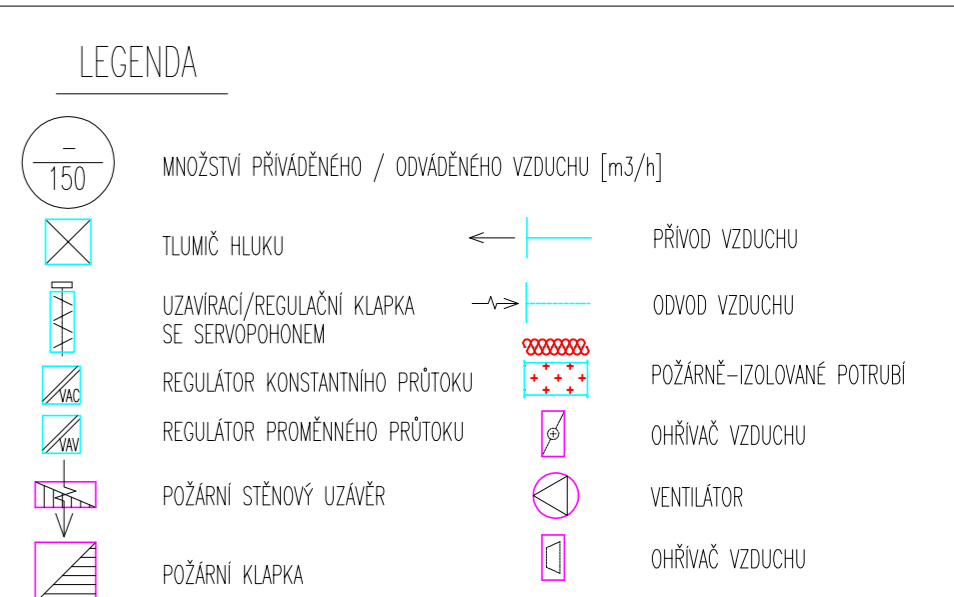 LEGENDA
–
150
MNOŽSTVÍ PŘÍVÁDĚNÉHO / ODVÁDĚNÉHO VZDUCHU [m3/h]
TLUMIČ HLUKU
UZAVÍRACÍ/REGULAČNÍ KLAPKA
SE SERVOPOHONEM
VAC
REGULÁTOR KONSTANTNÍHO PRŮTOKU
VAV
REGULÁTOR PROMĚNNÉHO PRŮTOKU
POŽÁRNÍ STĚNOVÝ UZÁVĚR
POŽÁRNÍ KLAPKA
PŘÍVOD VZDUCHU
ODVOD VZDUCHU
POŽÁRNĚ–IZOLOVANÉ POTRUBÍ
OHŘÍVAČ VZDUCHU
VENTILÁTOR
OHŘÍVAČ VZDUCHU